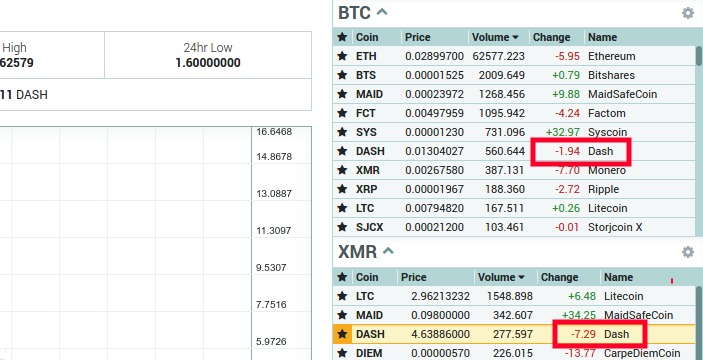 High 24hr Low
62579 1.60000000
11 DASH
16.6468
14.8678
13.0887
11.3097
9.5307
7.7516
5.9726
BTC
Coin Price Volume Change Name
ETH 0.02899700 62577.223 -5.95 Ethereum
BTS 0.00001525 2009.649 +0.79 Bitshares
MAID 0.00023972 1268.456 +9.88 MaidSafeCoin
FCT 0.00497959 1095.942 -4.24 Factom
SYS 0.00001230 731.096 +32.97 Syscoin
DASH 0.01304027 560.644 -1.94 Dash
XMR 0.00267580 387.131 -7.70 Monero
XRP 0.00001967 188.360 -2.72 Ripple
LTC 0.00794820 167.511 +0.26 Litecoin
SJCX 0.00021200 103.461 -0.01 Storjcoin X
XMR
Coin Price Volume Change Name
LTC 2.96213232 1548.898 +6.48 Litecoin
MAID 0.09800000 342.607 +34.25 MaidSafeCoin
DASH 4.63886000 277.597 -7.29 Dash
DIEM 0.00000570 226.015 -13.77 CarpeDiemCoin